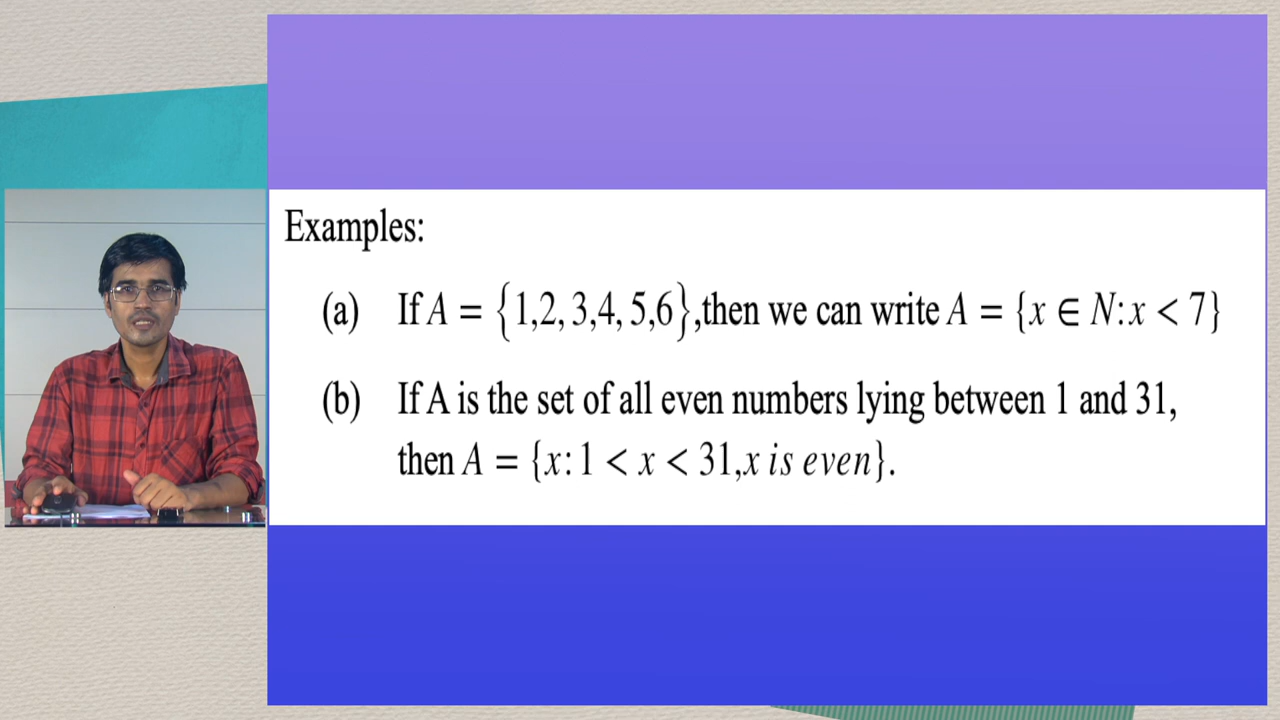 Examples:
(a) If A = {1,2, 3,4, 5,6},then we can write A = {x ∈ N: x < 7}
(b) If A is the set of all even numbers lying between 1 and 31,
then A = {x: 1 < x < 31,x is even}.